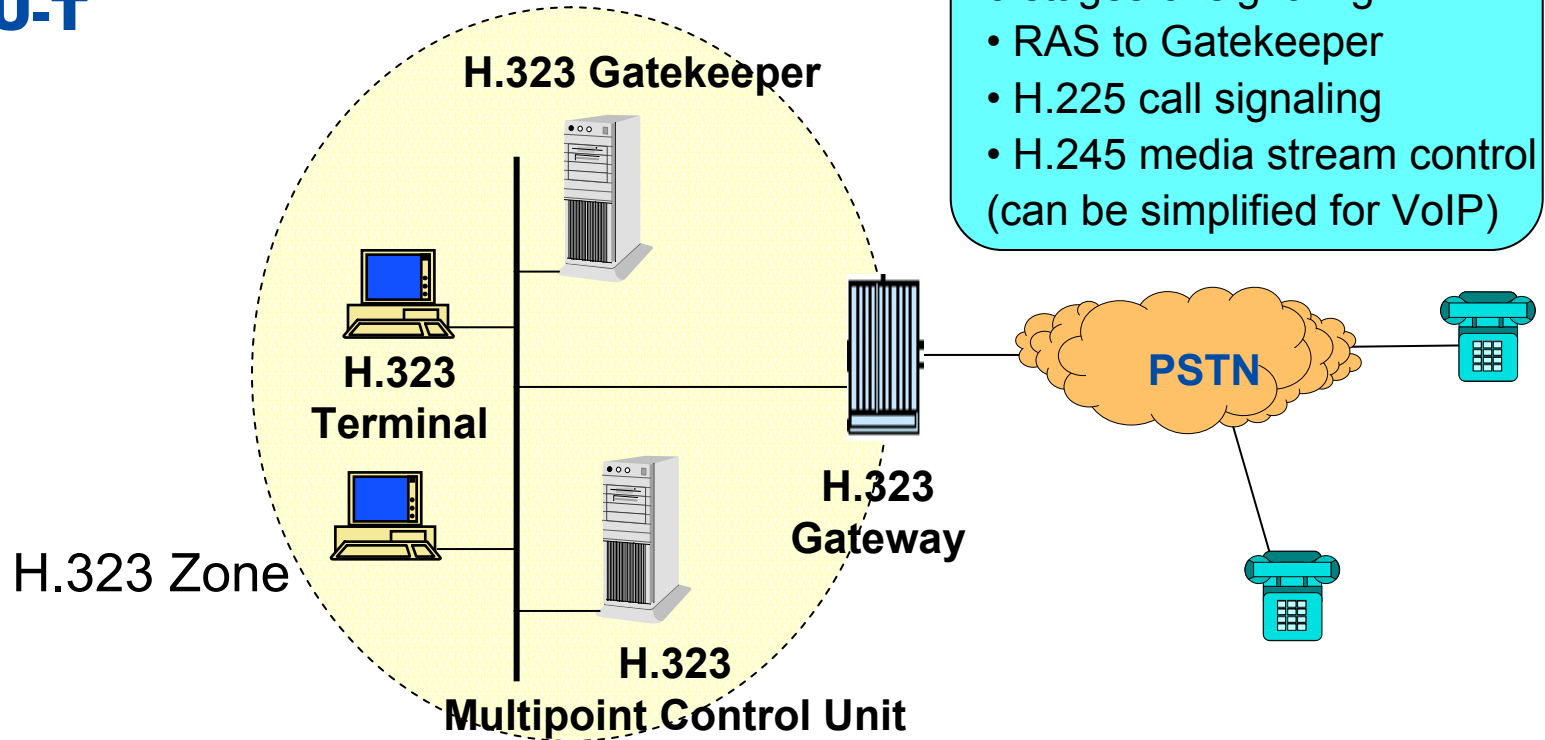 H.323 Gatekeeper
• RAS to Gatekeeper
• H.225 call signaling
• H.245 media stream control
(can be simplified for VoIP)
H.323
Terminal
PSTN
H.323
Gateway
H.323 Zone
H.323
Multipoint Control Unit